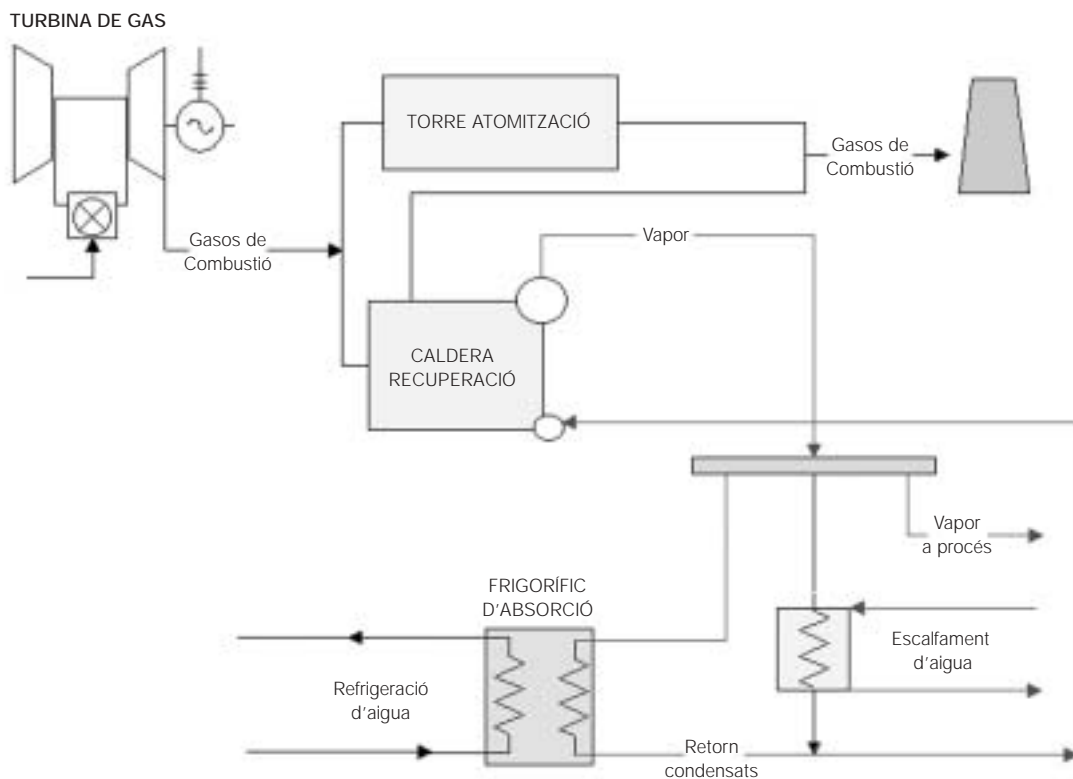 TURBINA DE GAS
TORRE ATOMITZACIÓ
Gasos de
Combustió
Gasos de
Combustió
Vapor
CALDERA
RECUPERACIÓ
Vapor
a procés
FRIGORÍFIC
D'ABSORCIÓ
Escalfament
d'aigua
Refrigeració
d'aigua
Retorn
condensats